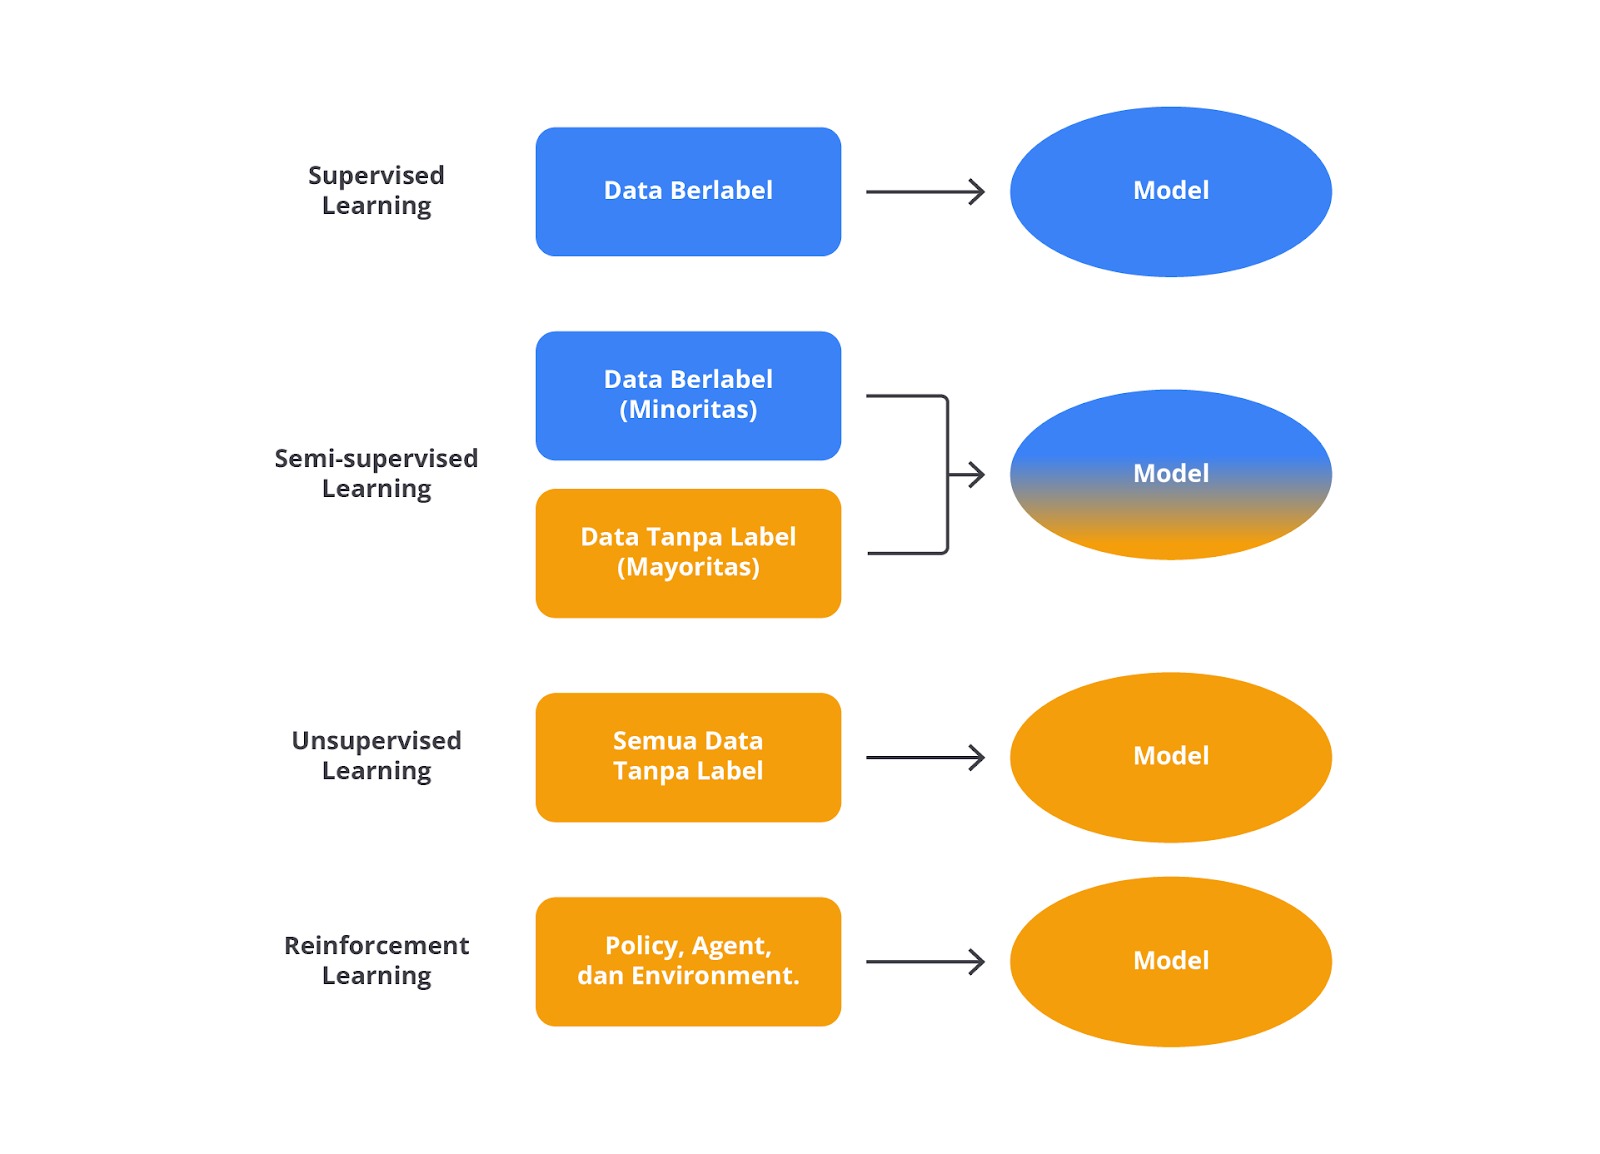 Supervised
Learning
Data Berlabel
Model
Semi-supervised
Learning
Data Berlabel
(Minoritas)
Data Tanpa Label
(Mayoritas)
Model
Unsupervised
Learning
Semua Data
Tanpa Label
Model
Reinforcement
Learning
Policy, Agent,
dan Environment.
Model